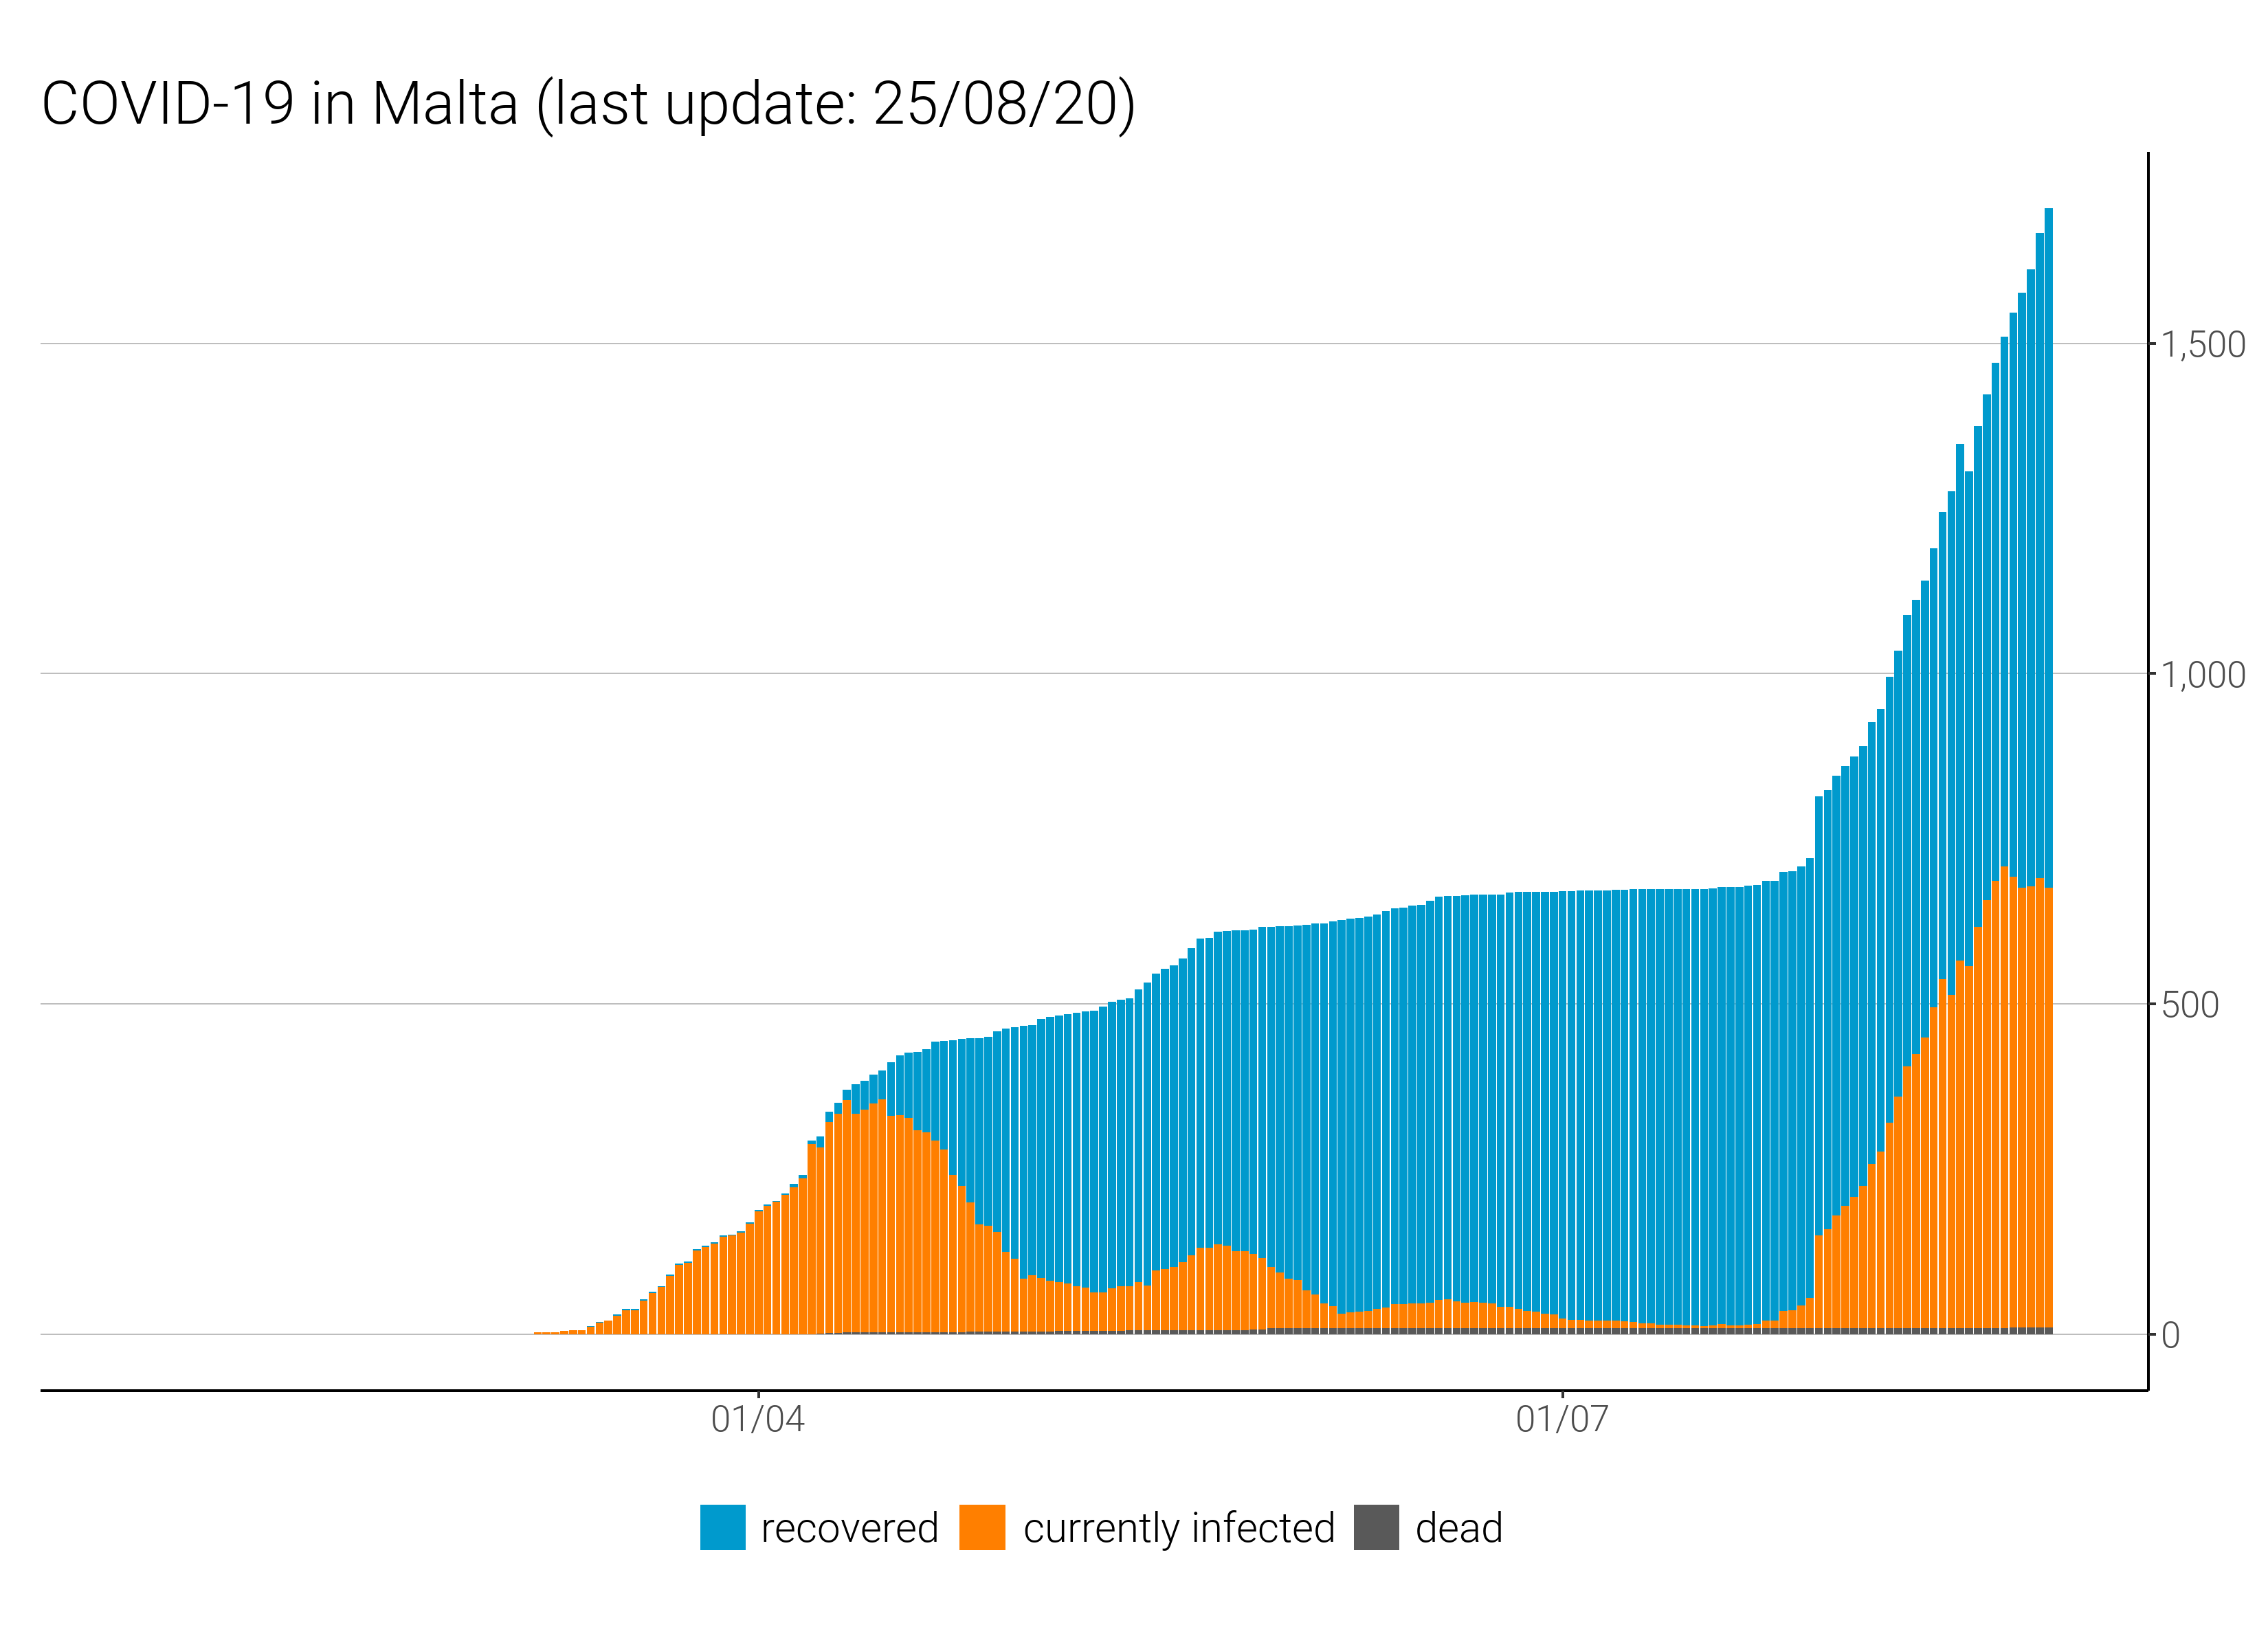 COVID-19 in Malta (last update: 25/08/20)
1,500
1,000
500
0
01/04 01/07
recovered currently infected dead